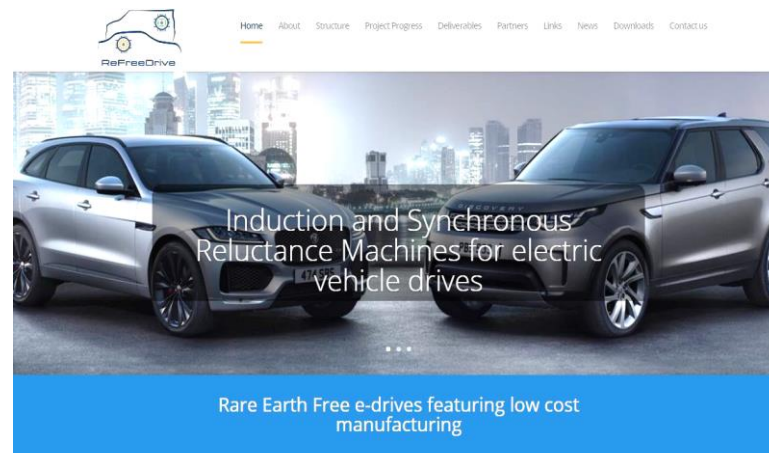 ReFreeDrive
Home About Structure Project Progress Deliverables Partners Links News Downloads Contact us
DISCOVERY
Induction and Synchronous
Reluctance Machines for electric
vehicle drives
Rare Earth Free e-drives featuring low cost
manufacturing